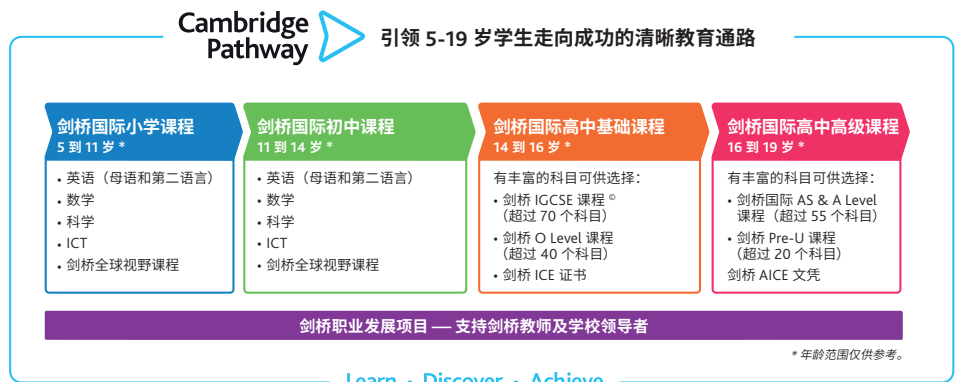 Cambridge
Pathway
引领 5-19 岁学生走向成功的清晰教育通路
剑桥国际小学课程
5 到 11 岁 *
• 英语（母语和第二语言）
• 数学
• 科学
• ICT
• 剑桥全球视野课程
剑桥国际初中课程
11 到 14 岁 *
• 英语（母语和第二语言）
• 数学
• 科学
• ICT
• 剑桥全球视野课程
剑桥国际高中基础课程
14 到 16 岁 *
有丰富的科目可供选择：
• 剑桥 IGCSE 课程 ©
（超过 70 个科目）
• 剑桥 O Level 课程
（超过 40 个科目）
• 剑桥 ICE 证书
剑桥国际高中高级课程
16 到 19 岁 *
有丰富的科目可供选择：
• 剑桥国际 AS & A Level
课程（超过 55 个科目）
• 剑桥 Pre-U 课程
（超过 20 个科目）
剑桥 AICE 文凭
剑桥职业发展项目 — 支持剑桥教师及学校领导者
* 年龄范围仅供参考。
Learn • Discover • Achieve